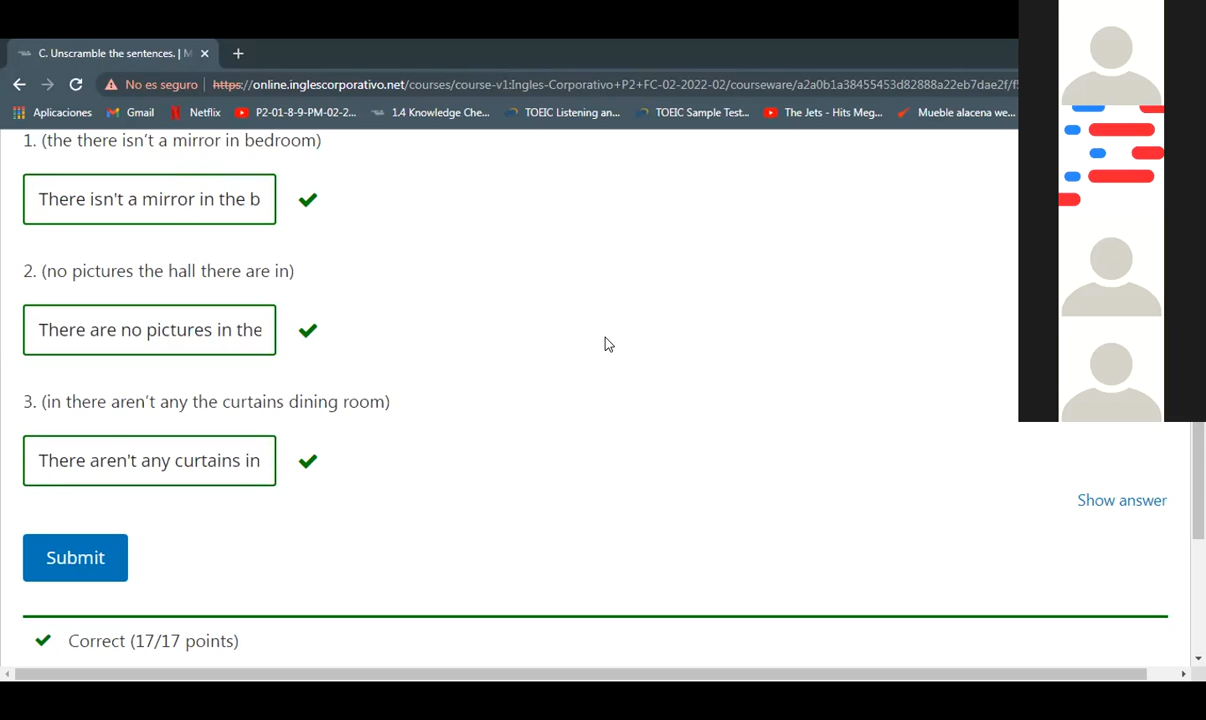 C. Unscramble the sentences. | M
No es seguro | https://online.inglescorporativo.net/courses/course-v1:Ingles-Corporativo+P2+FC-02-2022-02/courseware/a2a0b1a38455453d82888a22eb7dae2f/f
Aplicaciones Gmail Netflix P2-01-8-9-PM-02-2... 1.4 Knowledge Che... TOEIC Listening an... TOEIC Sample Test... The Jets - Hits Meg... Mueble alacena we...
1. (the there isn't a mirror in bedroom)
There isn't a mirror in the b
2. (no pictures the hall there are in)
There are no pictures in the
3. (in there aren't any the curtains dining room)
There aren't any curtains in
Show answer
Submit
Correct (17/17 points)